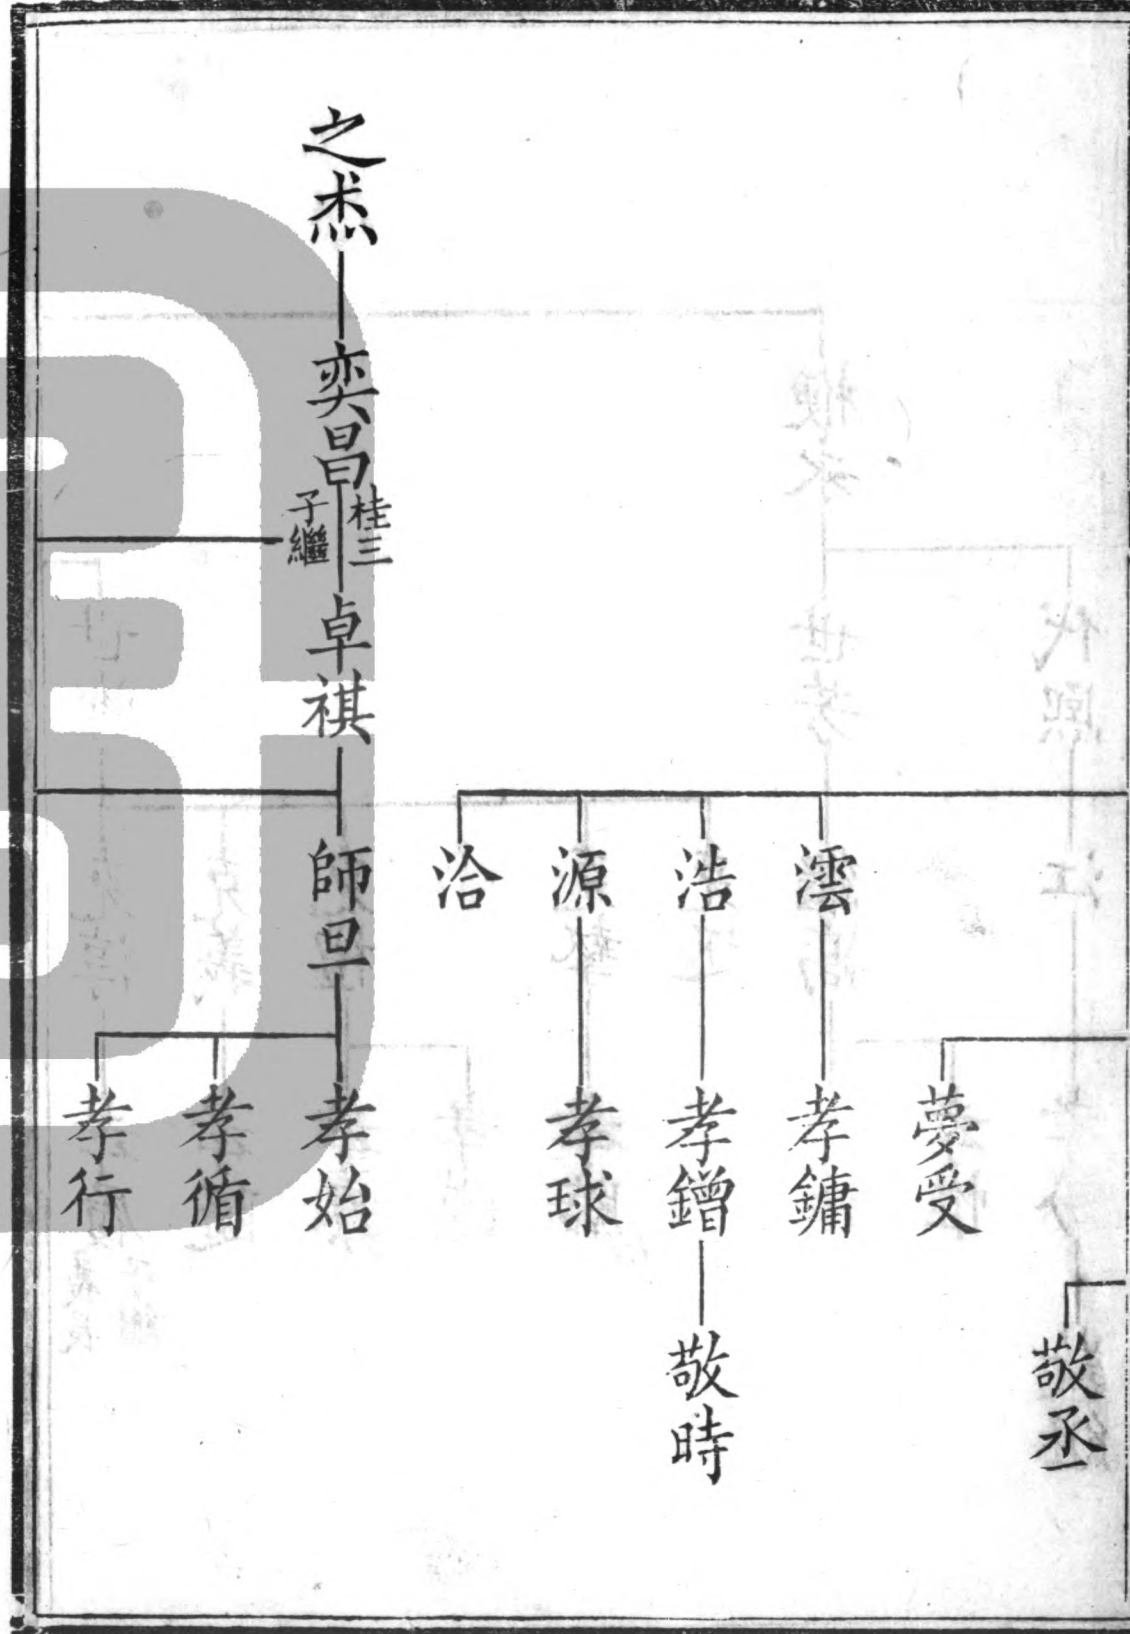 敬丞
夢受
澐
孝鏞
浩
孝鏳
敬時
源
孝球
洽
之杰
奕昌
桂三
子繼
卓祺
師旦
孝始
孝循
孝行